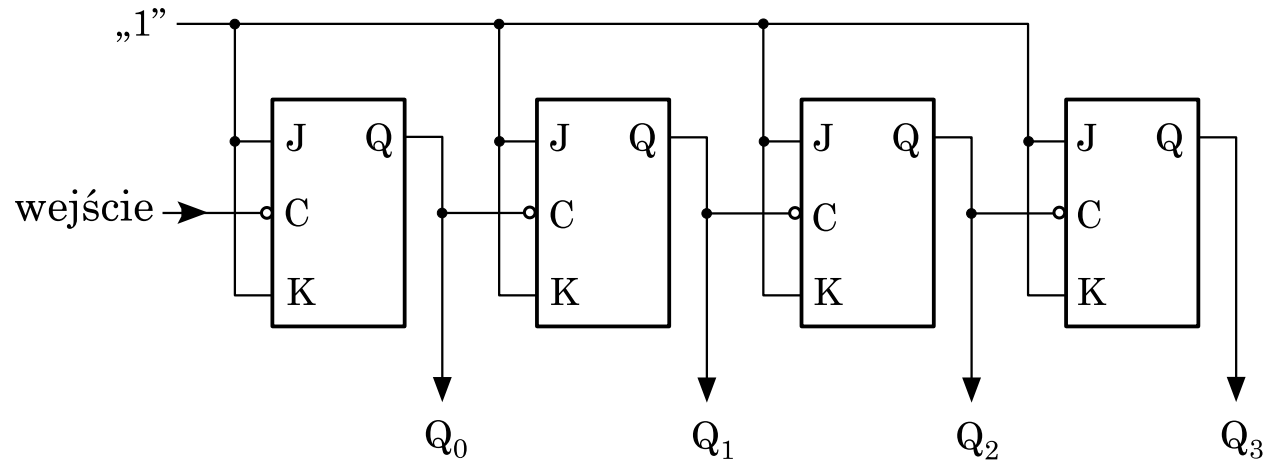 „1”
J Q J Q J Q J Q
wejście C C C C
K K K K
Q0 Q1 Q2 Q3